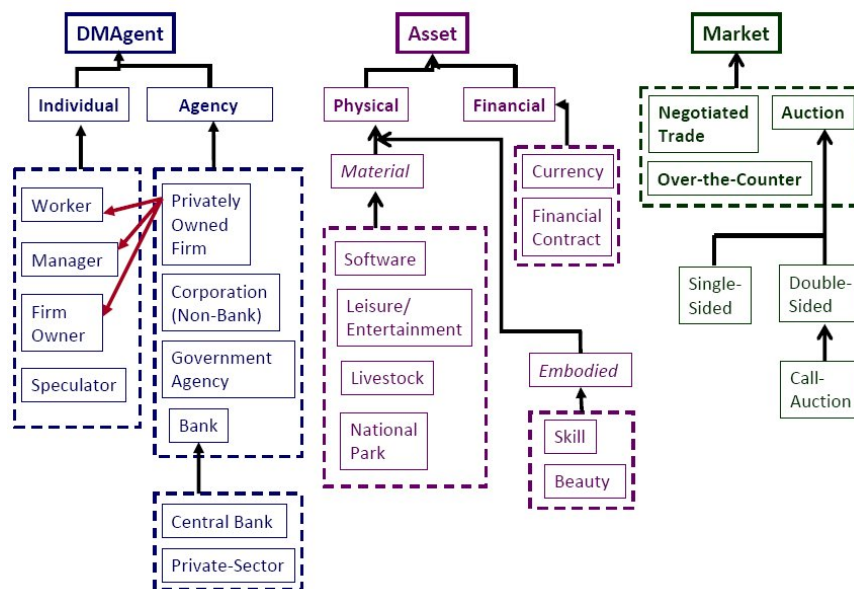 DMAgent
Individual
Agency
Worker
Manager
Firm
Owner
Speculator
Privately
Owned
Firm
Corporation
(Non-Bank)
Government
Agency
Bank
Central Bank
Private-Sector
Asset
Physical
Financial
Material
Currency
Financial
Contract
Software
Leisure/
Entertainment
Livestock
National
Park
Embodied
Skill
Beauty
Market
Negotiated
Trade
Auction
Over-the-Counter
Single-
Sided
Double-
Sided
Call-
Auction